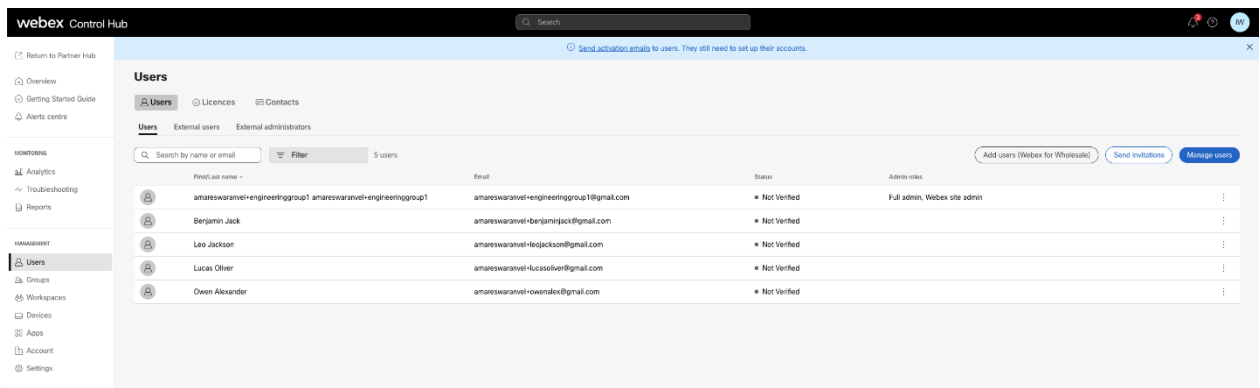 webex Control Hub
Search
3
IW
Return to Partner Hub
Send activation emails to users. They still need to set up their accounts.
Overview
Getting Started Guide
Alerts centre
MONITORING
Analytics
Troubleshooting
Reports
MANAGEMENT
Users
Groups
Workspaces
Devices
Apps
Account
Settings
Users
Users Licences Contacts
Users External users External administrators
Search by name or email Filter 5 users Add users (Webex for Wholesale) Send invitations Manage users
First/Last name Email Status Admin roles
amareswaranvel+engineeringgroup1 amareswaranvel+engineeringgroup1 amareswaranvel+engineeringgroup1@gmail.com Not Verified Full admin, Webex site admin
Benjamin Jack amareswaranvel+benjaminjack@gmail.com Not Verified
Leo Jackson amareswaranvel+leojackson@gmail.com Not Verified
Lucas Oliver amareswaranvel+lucasoliver@gmail.com Not Verified
Owen Alexander amareswaranvel+owenalex@gmail.com Not Verified